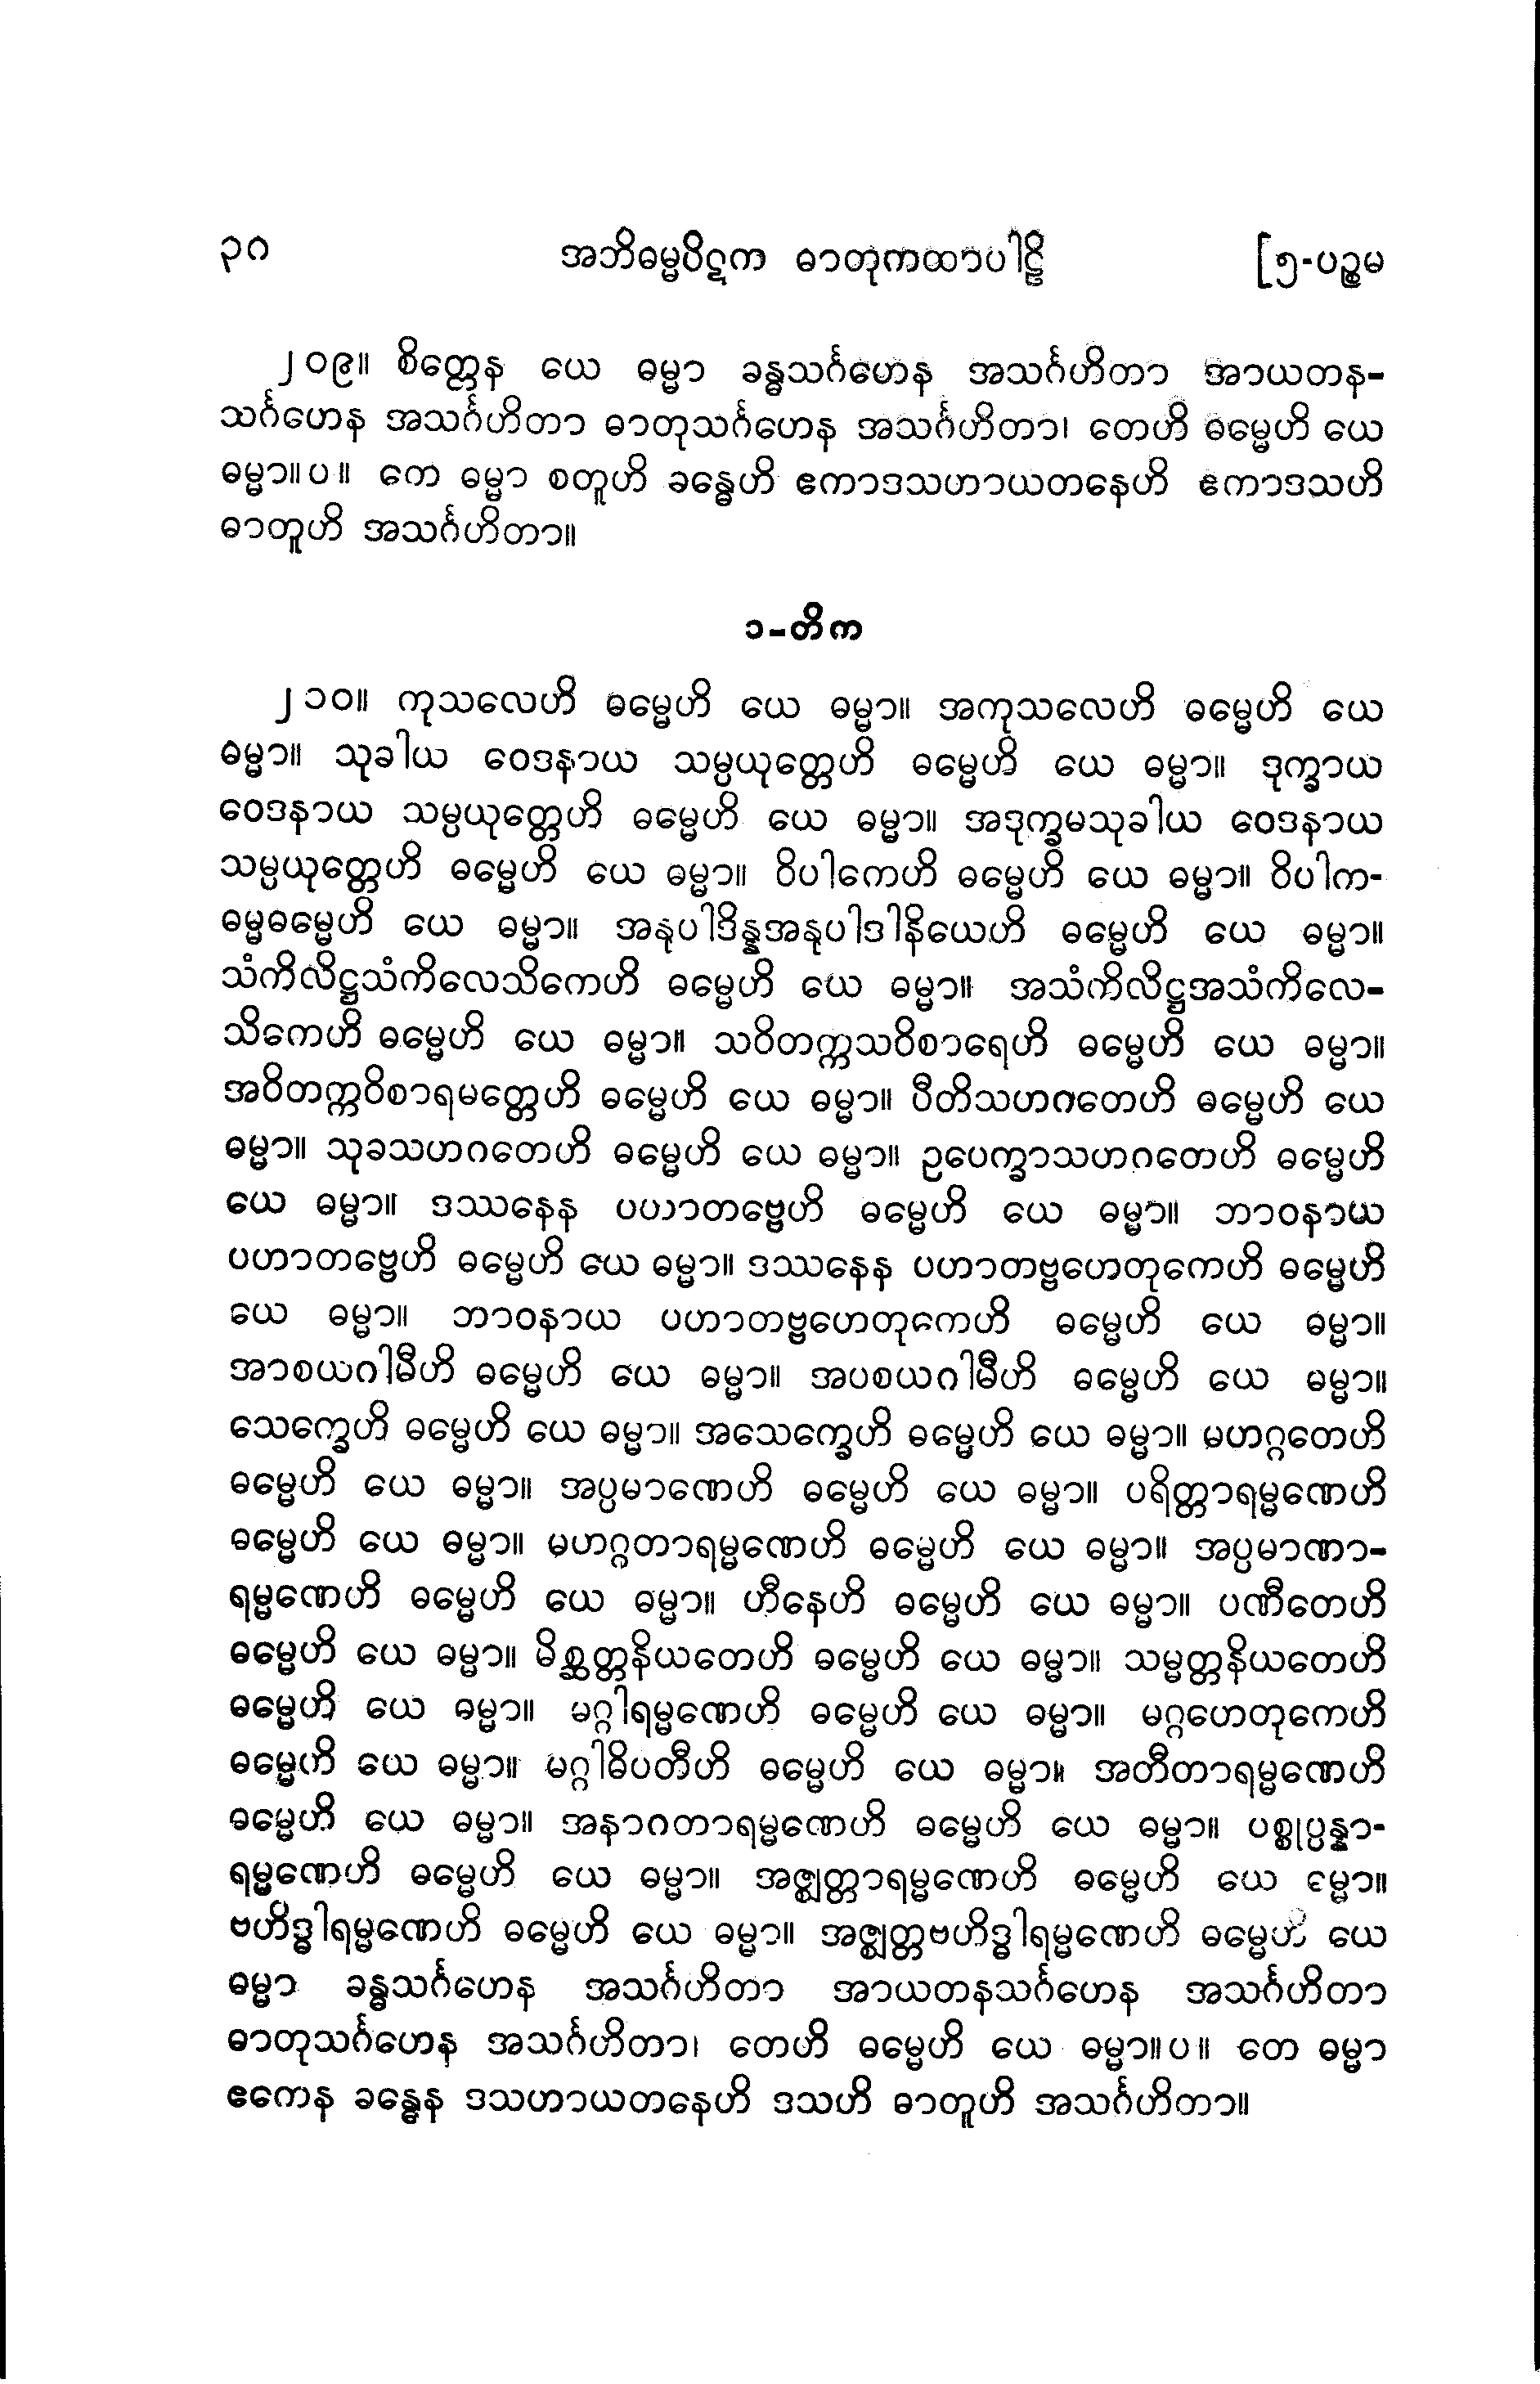 ၃၀ အဘိဓမ္မပိဋက ဓာတုကထာပါဠိ [၅-ပဉ္စမ
၂၀၉။ စိတ္တေန ယေ ဓမ္မာ ခန္ဓသင်္ဂဟေန အသင်္ဂဟိတာ အာယတန-
သင်္ဂဟေန အသင်္ဂဟိတာ ဓာတုသင်္ဂဟေန အသင်္ဂဟိတာ၊ တေဟိ ဓမ္မေဟိ ယေ
ဓမ္မာ။ပ။ တေ ဓမ္မာ စတူဟိ ခန္ဓေဟိ ဧကာဒသဟာယတနေဟိ ဧကာဒသဟိ
ဓာတူဟိ အသင်္ဂဟိတာ။
၁-တိက
၂၁၀။ ကုသလေဟိ ဓမ္မေဟိ ယေ ဓမ္မာ။ အကုသလေဟိ ဓမ္မေဟိ ယေ
ဓမ္မာ။ သုခါယ ဝေဒနာယ သမ္ပယုတ္တေဟိ ဓမ္မေဟိ ယေ ဓမ္မာ။ ဒုက္ခာယ
ဝေဒနာယ သမ္ပယုတ္တေဟိ ဓမ္မေဟိ ယေ ဓမ္မာ။ အဒုက္ခမသုခါယ ဝေဒနာယ
သမ္ပယုတ္တေဟိ ဓမ္မေဟိ ယေ ဓမ္မာ။ ဝိပါကေဟိ ဓမ္မေဟိ ယေ ဓမ္မာ။ ဝိပါက-
ဓမ္မဓမ္မေဟိ ယေ ဓမ္မာ။ အနုပါဒိန္နအနုပါဒါနိယေဟိ ဓမ္မေဟိ ယေ ဓမ္မာ။
သံကိလိဋ္ဌသံကိလေသိကေဟိ ဓမ္မေဟိ ယေ ဓမ္မာ။ အသံကိလိဋ္ဌအသံကိလေ-
သိကေဟိ ဓမ္မေဟိ ယေ ဓမ္မာ။ သဝိတက္ကသဝိစာရေဟိ ဓမ္မေဟိ ယေ ဓမ္မာ။
အဝိတက္ကဝိစာရမတ္တေဟိ ဓမ္မေဟိ ယေ ဓမ္မာ။ ပီတိသဟဂတေဟိ ဓမ္မေဟိ ယေ
ဓမ္မာ။ သုခသဟဂတေဟိ ဓမ္မေဟိ ယေ ဓမ္မာ။ ဥပေက္ခာသဟဂတေဟိ ဓမ္မေဟိ
ယေ ဓမ္မာ။ ဒဿနေန ပဟာတဗ္ဗေဟိ ဓမ္မေဟိ ယေ ဓမ္မာ။ ဘာဝနာယ
ပဟာတဗ္ဗေဟိ ဓမ္မေဟိ ယေ ဓမ္မာ။ ဒဿနေန ပဟာတဗ္ဗဟေတုကေဟိ ဓမ္မေဟိ
ယေ ဓမ္မာ။ ဘာဝနာယ ပဟာတဗ္ဗဟေတုကေဟိ ဓမ္မေဟိ ယေ ဓမ္မာ။
အာစယဂါမီဟိ ဓမ္မေဟိ ယေ ဓမ္မာ။ အပစယဂါမီဟိ ဓမ္မေဟိ ယေ ဓမ္မာ။
သေက္ခေဟိ ဓမ္မေဟိ ယေ ဓမ္မာ။ အသေက္ခေဟိ ဓမ္မေဟိ ယေ ဓမ္မာ။ မဟဂ္ဂတေဟိ
ဓမ္မေဟိ ယေ ဓမ္မာ။ အပ္ပမာဏေဟိ ဓမ္မေဟိ ယေ ဓမ္မာ။ ပရိတ္တာရမ္မဏေဟိ
ဓမ္မေဟိ ယေ ဓမ္မာ။ မဟဂ္ဂတာရမ္မဏေဟိ ဓမ္မေဟိ ယေ ဓမ္မာ။ အပ္ပမာဏာ-
ရမ္မဏေဟိ ဓမ္မေဟိ ယေ ဓမ္မာ။ ဟီနေဟိ ဓမ္မေဟိ ယေ ဓမ္မာ။ ပဏီတေဟိ
ဓမ္မေဟိ ယေ ဓမ္မာ။ မိစ္ဆတ္တနိယတေဟိ ဓမ္မေဟိ ယေ ဓမ္မာ။ သမ္မတ္တနိယတေဟိ
ဓမ္မေဟိ ယေ ဓမ္မာ။ မဂ္ဂါရမ္မဏေဟိ ဓမ္မေဟိ ယေ ဓမ္မာ။ မဂ္ဂဟေတုကေဟိ
ဓမ္မေဟိ ယေ ဓမ္မာ။ မဂ္ဂါဓိပတီဟိ ဓမ္မေဟိ ယေ ဓမ္မာ။ အတီတာရမ္မဏေဟိ
ဓမ္မေဟိ ယေ ဓမ္မာ။ အနာဂတာရမ္မဏေဟိ ဓမ္မေဟိ ယေ ဓမ္မာ။ ပစ္စုပ္ပန္နာ-
ရမ္မဏေဟိ ဓမ္မေဟိ ယေ ဓမ္မာ။ အဇ္ဈတ္တာရမ္မဏေဟိ ဓမ္မေဟိ ယေ ဓမ္မာ။
ဗဟိဒ္ဓါရမ္မဏေဟိ ဓမ္မေဟိ ယေ ဓမ္မာ။ အဇ္ဈတ္တဗဟိဒ္ဓါရမ္မဏေဟိ ဓမ္မေဟိ ယေ
ဓမ္မာ ခန္ဓသင်္ဂဟေန အသင်္ဂဟိတာ အာယတနသင်္ဂဟေန အသင်္ဂဟိတာ
ဓာတုသင်္ဂဟေန အသင်္ဂဟိတာ၊ တေဟိ ဓမ္မေဟိ ယေ ဓမ္မာ။ပ။ တေ ဓမ္မာ
ဧကေန ခန္ဓေန ဒသဟာယတနေဟိ ဒသဟိ ဓာတူဟိ အသင်္ဂဟိတာ။